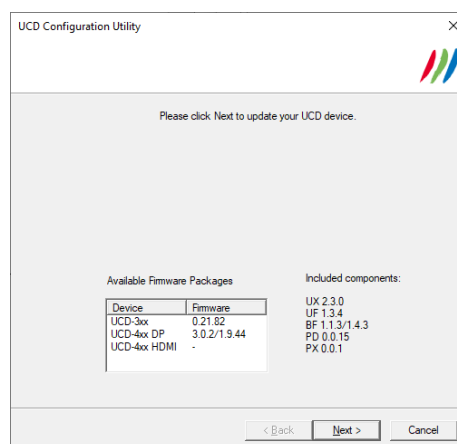 UCD Configuration Utility
Please click Next to update your UCD device.
Available Firmware Packages
Device Firmware
UCD-3xx 0.21.82
UCD-4xx DP 3.0.2/1.9.44
UCD-4xx HDMI -
Included components:
UX 2.3.0
UF 1.3.4
BF 1.1.3/1.4.3
PD 0.0.15
PX 0.0.1
< Back Next > Cancel